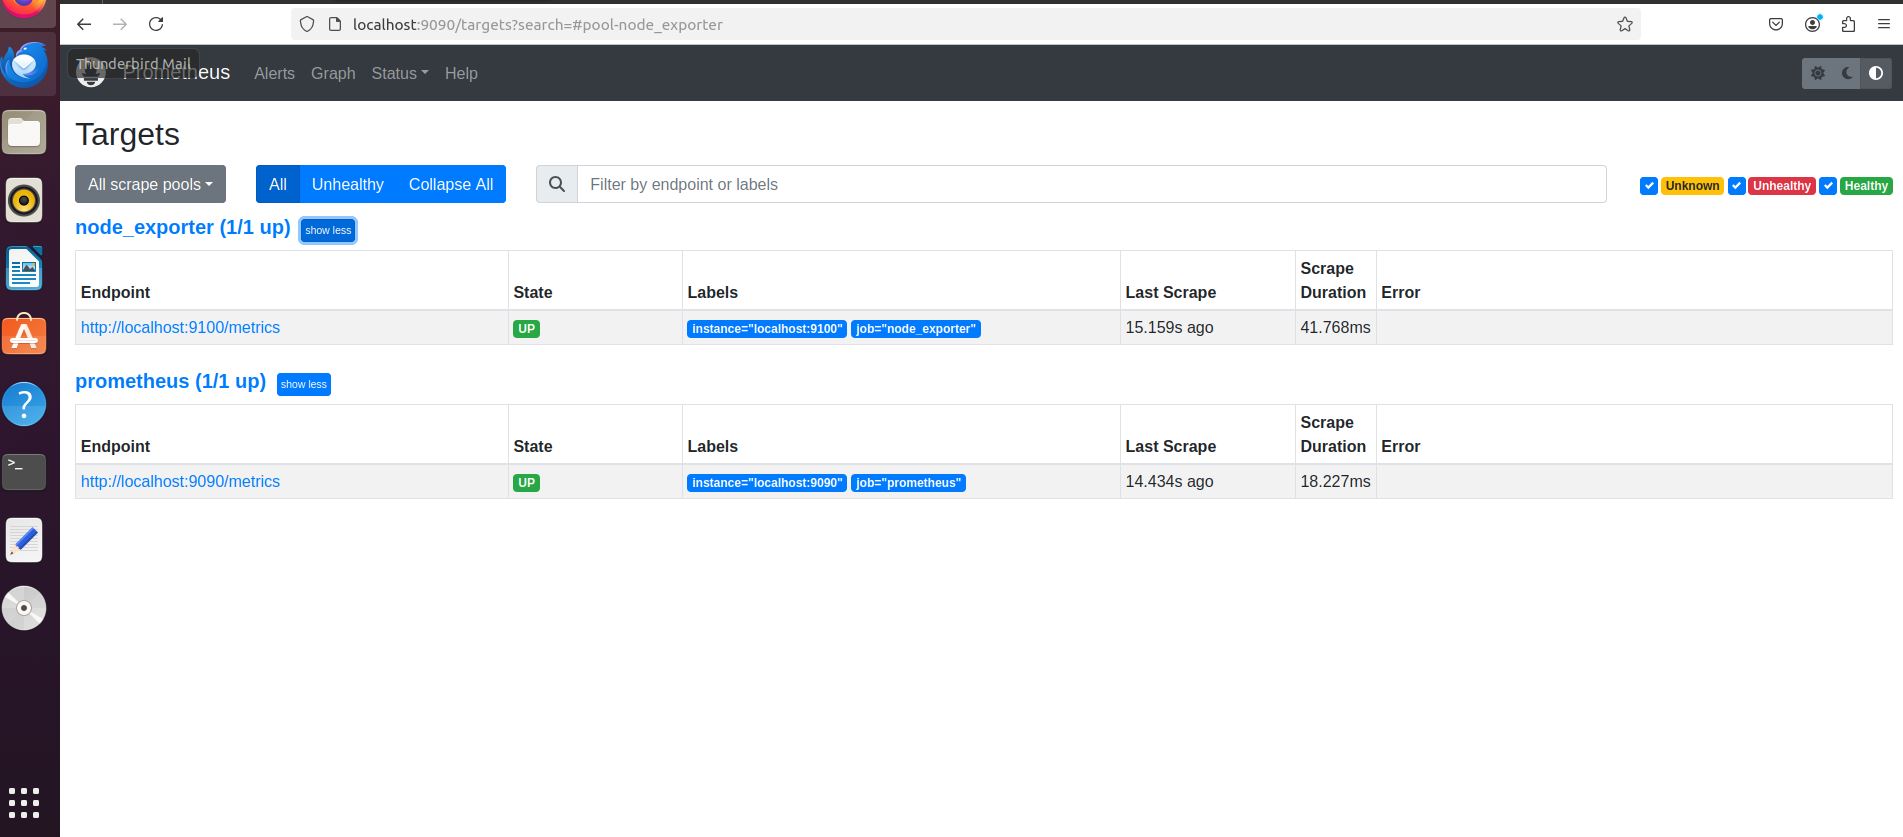 localhost:9090/targets?search=#pool-node_exporter
Thunderbird Mail
Prometheus Alerts Graph Status Help
Targets
All scrape pools All Unhealthy Collapse All Filter by endpoint or labels Unknown Unhealthy Healthy
node_exporter (1/1 up) show less
Endpoint State Labels Last Scrape Scrape Duration Error
http://localhost:9100/metrics UP instance="localhost:9100" job="node_exporter" 15.159s ago 41.768ms
prometheus (1/1 up) show less
Endpoint State Labels Last Scrape Scrape Duration Error
http://localhost:9090/metrics UP instance="localhost:9090" job="prometheus" 14.434s ago 18.227ms